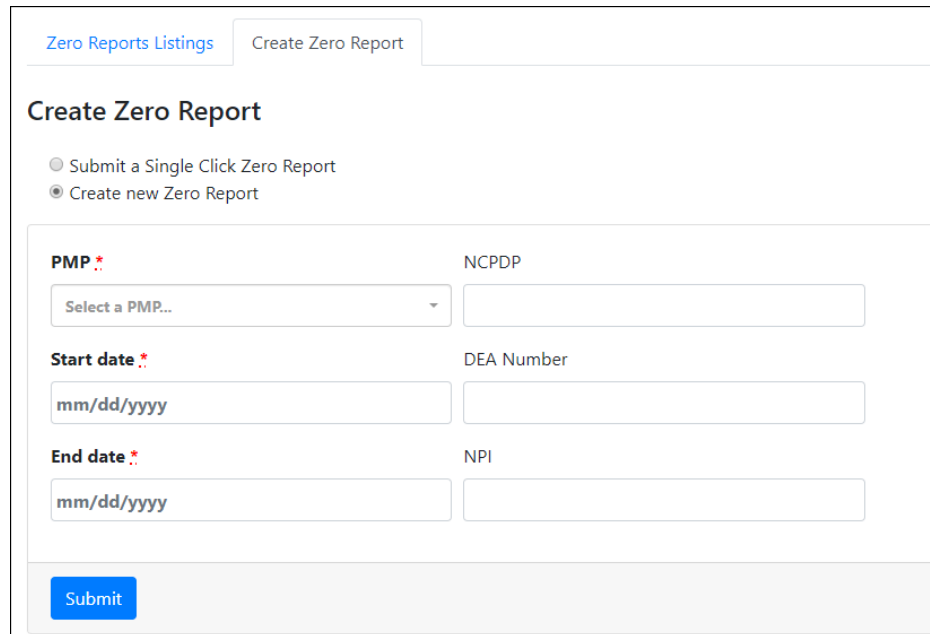 Zero Reports Listings Create Zero Report
Create Zero Report
Submit a Single Click Zero Report
Create new Zero Report
PMP * NCPDP
Select a PMP...
Start date * DEA Number
mm/dd/yyyy
End date * NPI
mm/dd/yyyy
Submit